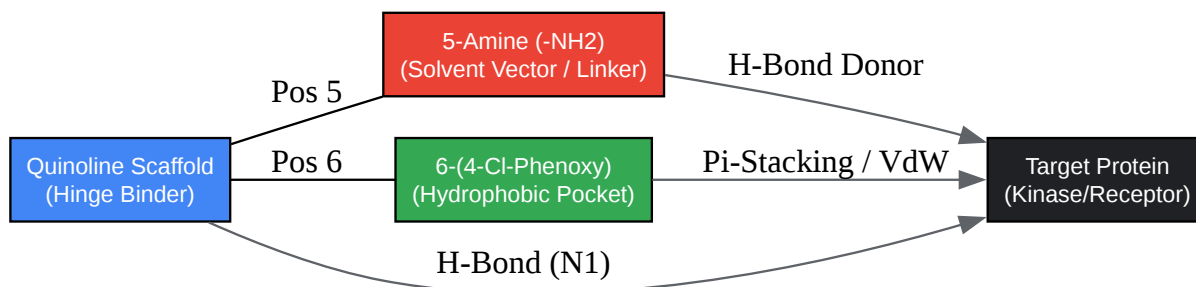 5-Amine (-NH2)
(Solvent Vector / Linker)
H-Bond Donor
Pos 5
Quinoline Scaffold
(Hinge Binder)
Pos 6
6-(4-Cl-Phenoxy)
(Hydrophobic Pocket)
Pi-Stacking / VdW
Target Protein
(Kinase/Receptor)
H-Bond (N1)